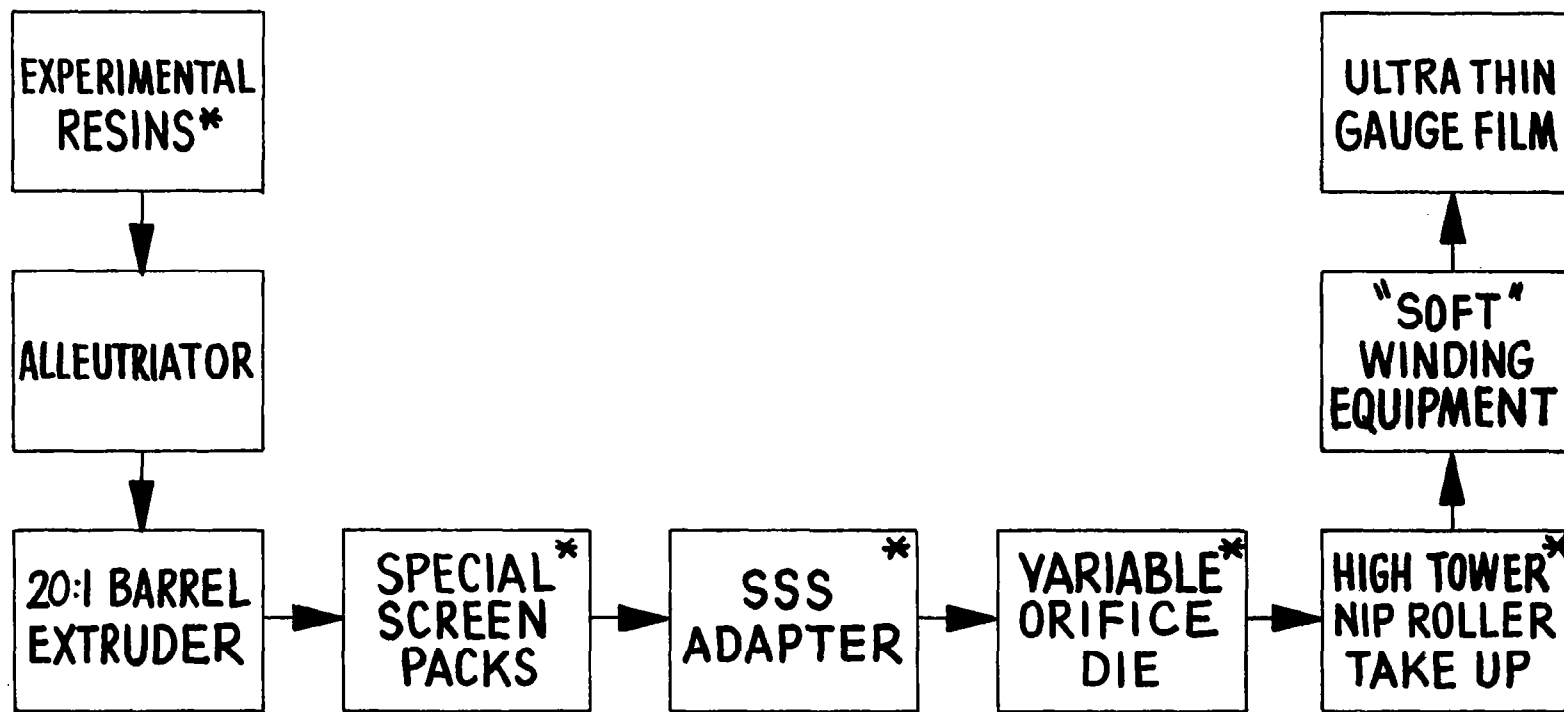 EXPERIMENTAL
RESINS*
ALLEUTRIATOR
20:1 BARREL
EXTRUDER
SPECIAL*
SCREEN
PACKS
SSS*
ADAPTER
VARIABLE*
ORIFICE
DIE
HIGH TOWER*
NIP ROLLER
TAKE UP
"SOFT"
WINDING
EQUIPMENT
ULTRA THIN
GAUGE FILM